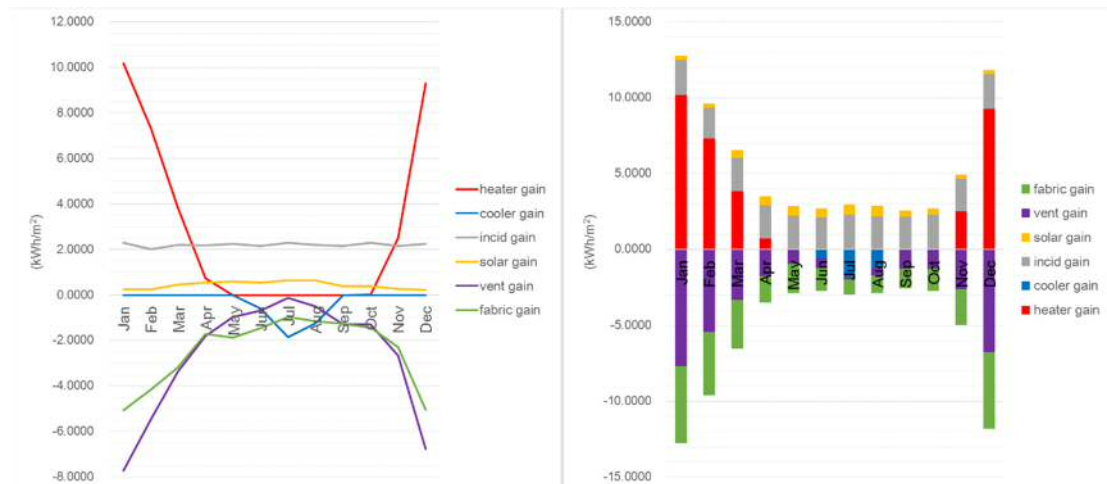 12.0000
10.0000
8.0000
6.0000
4.0000
2.0000
0.0000
-2.0000
-4.0000
-6.0000
-8.0000
(kWh/m²)
Jan
Feb
Mar
Apr
May
Jun
Jul
Aug
Sep
Oct
Nov
Dec
heater gain
cooler gain
incid gain
solar gain
vent gain
fabric gain
15.0000
10.0000
5.0000
0.0000
-5.0000
-10.0000
-15.0000
(kWh/m²)
Jan
Feb
Mar
Apr
May
Jun
Jul
Aug
Sep
Oct
Nov
Dec
fabric gain
vent gain
solar gain
incid gain
cooler gain
heater gain